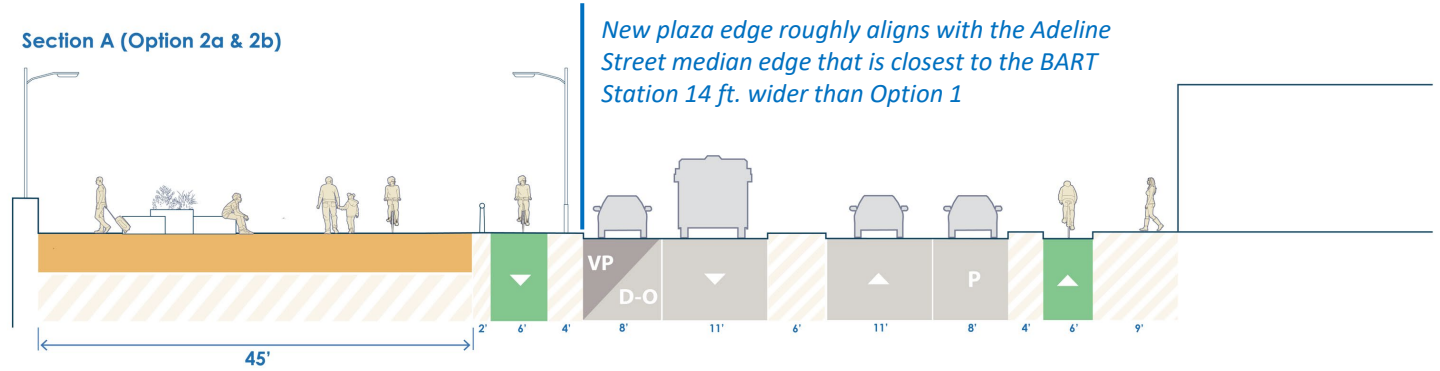 Section A (Option 2a & 2b)
New plaza edge roughly aligns with the Adeline
Street median edge that is closest to the BART
Station 14 ft. wider than Option 1
VP
D-O
P
2'
6'
4'
8'
11'
6'
11'
8'
4'
6'
9'
45'